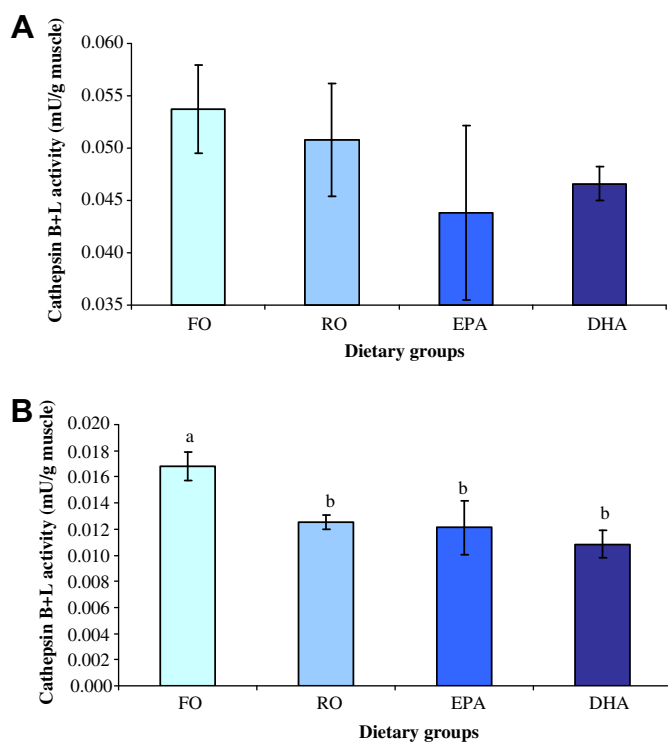 A
Cathepsin B+L activity (mU/g muscle)
0.060
0.055
0.050
0.045
0.040
0.035
FO RO EPA DHA
Dietary groups
B
Cathepsin B+L activity (mU/g muscle)
0.020
0.018
0.016
0.014
0.012
0.010
0.008
0.006
0.004
0.002
0.000
a
b
b
b
FO RO EPA DHA
Dietary groups